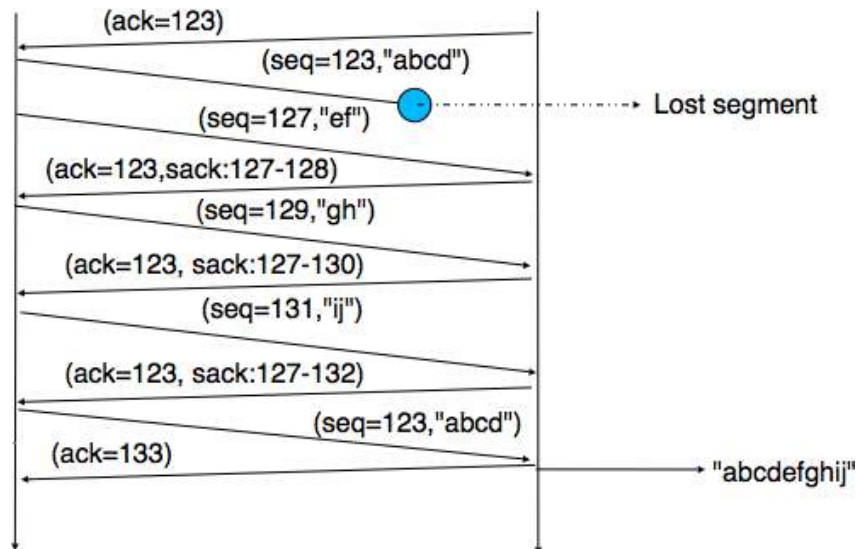 (ack=123)
(seq=123,"abcd")
Lost segment
(seq=127,"ef")
(ack=123,sack:127-128)
(seq=129,"gh")
(ack=123, sack:127-130)
(seq=131,"ij")
(ack=123, sack:127-132)
(seq=123,"abcd")
(ack=133)
"abcdefghij"